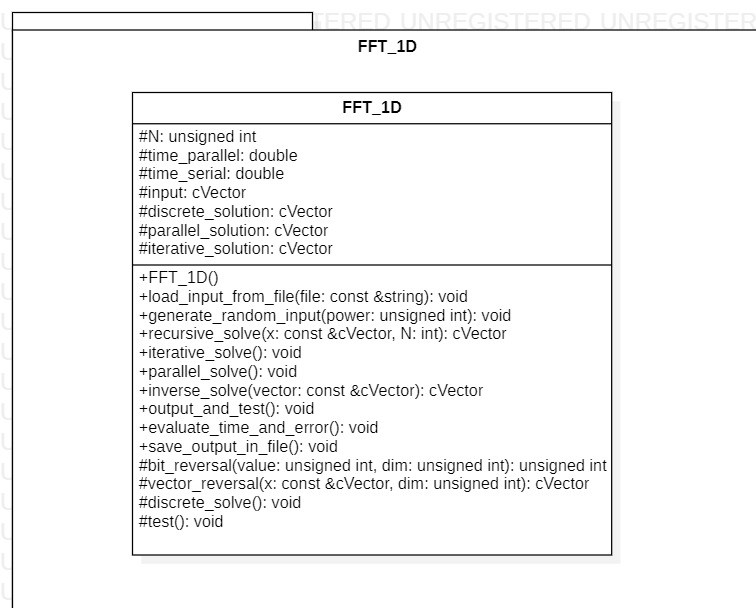 TERED UNREGISTERED UNREGISTER
FFT_1D
FFT_1D
#N: unsigned int
#time_parallel: double
#time_serial: double
#input: cVector
#discrete_solution: cVector
#parallel_solution: cVector
#iterative_solution: cVector
+FFT_1D()
+load_input_from_file(file: const &string): void
+generate_random_input(power: unsigned int): void
+recursive_solve(x: const &cVector, N: int): cVector
+iterative_solve(): void
+parallel_solve(): void
+inverse_solve(vector: const &cVector): cVector
+output_and_test(): void
+evaluate_time_and_error(): void
+save_output_in_file(): void
#bit_reversal(value: unsigned int, dim: unsigned int): unsigned int
#vector_reversal(x: const &cVector, dim: unsigned int): cVector
#discrete_solve(): void
#test(): void